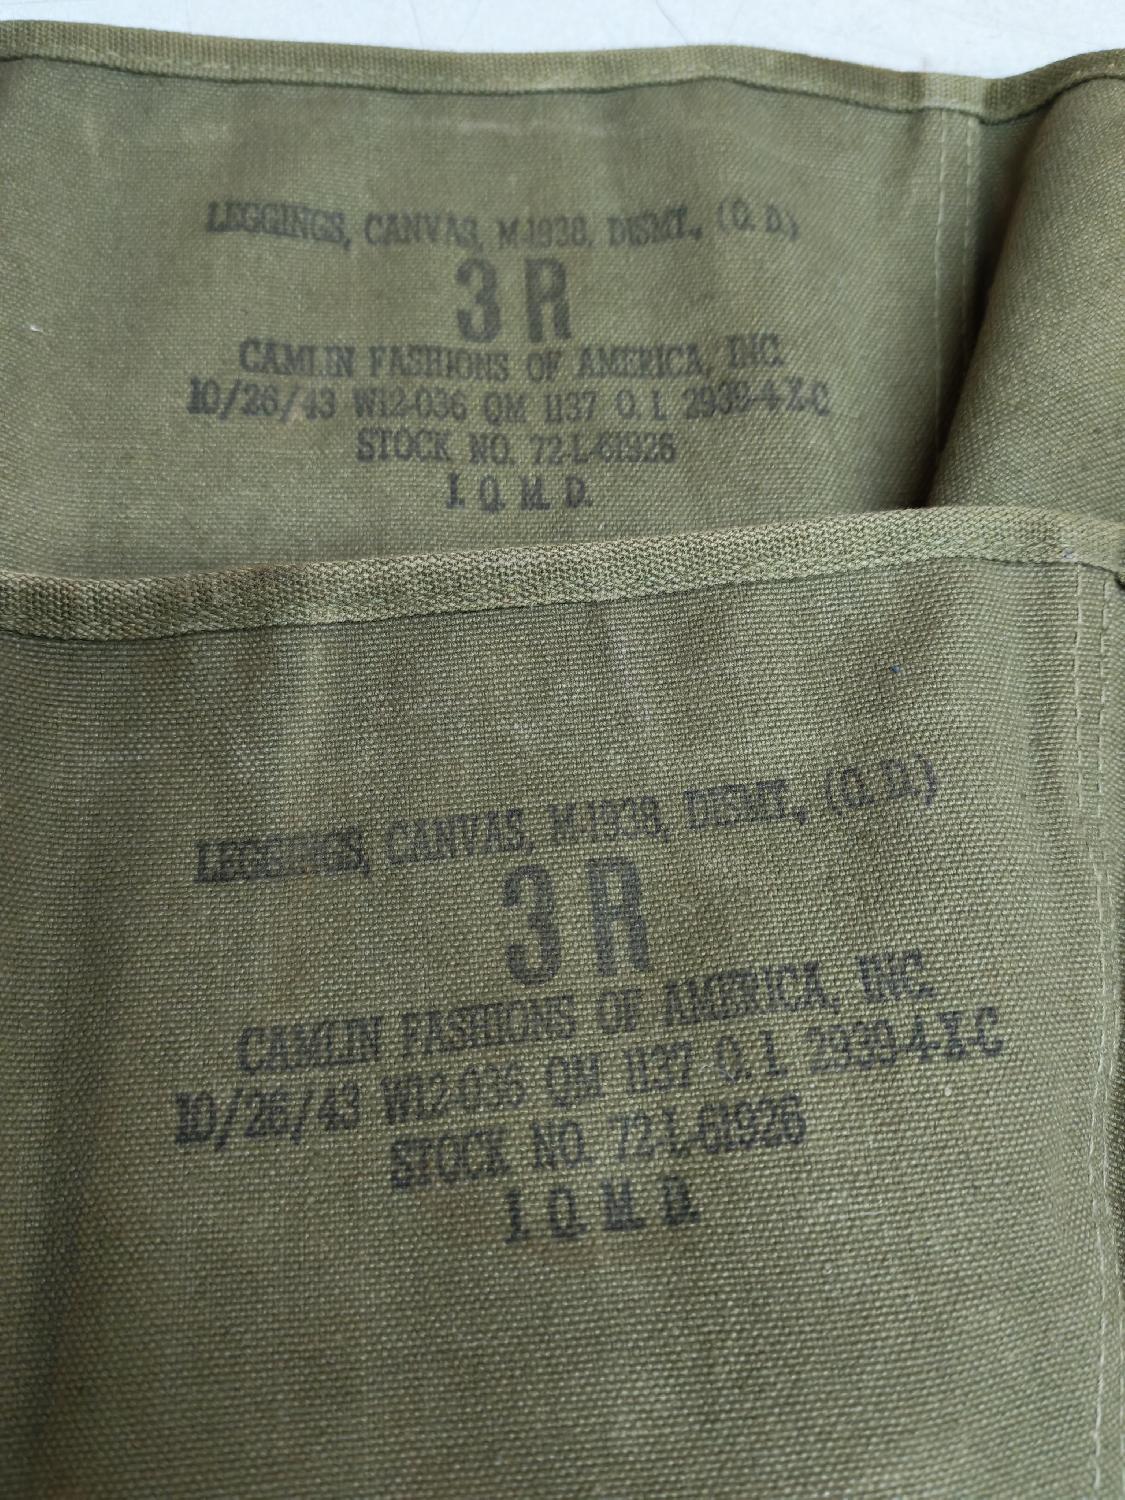 LEGGINGS, CANVAS, M-1938, DISMT., (O. D.)
3 R
CAMLIN FASHIONS OF AMERICA, INC.
10/26/43 W12-036 QM 1137 O. I. 2939-4-X-C
STOCK NO. 72-L-61926
J. Q. M. D.
LEGGINGS, CANVAS, M-1938, DISMT., (O. D.)
3 R
CAMLIN FASHIONS OF AMERICA, INC.
10/26/43 W12-036 QM 1137 O. I. 2939-4-X-C
STOCK NO. 72-L-61926
J. Q. M. D.